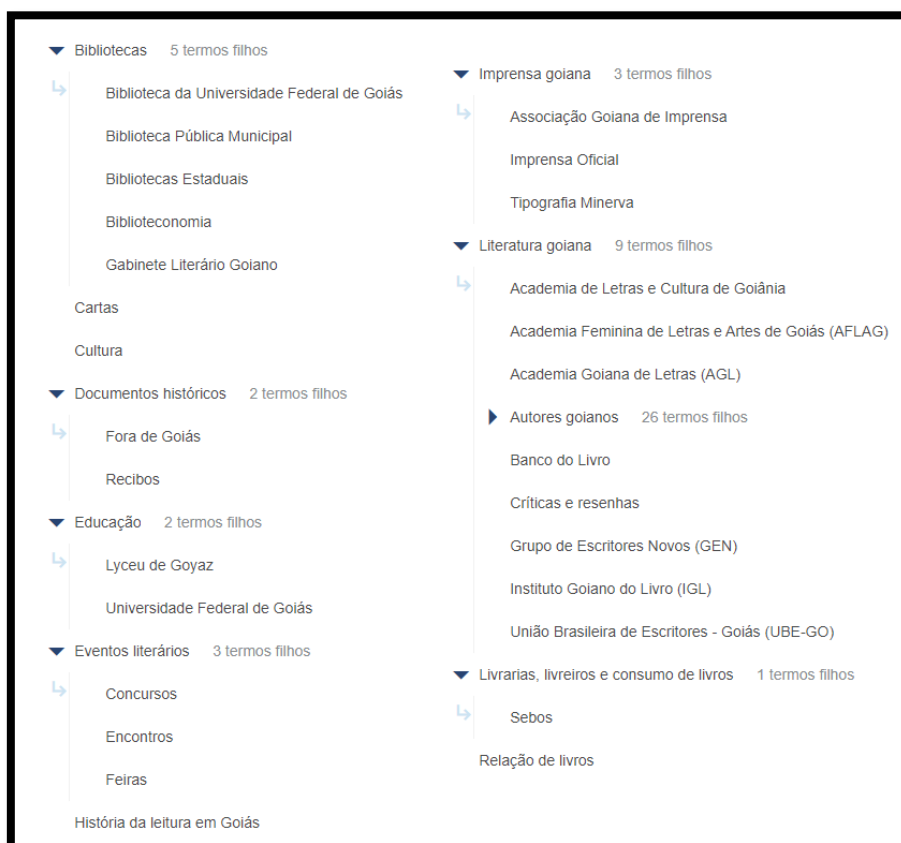 Bibliotecas 5 termos filhos
Biblioteca da Universidade Federal de Goiás
Biblioteca Pública Municipal
Bibliotecas Estaduais
Biblioteconomia
Gabinete Literário Goiano
Cartas
Cultura
Documentos históricos 2 termos filhos
Fora de Goiás
Recibos
Educação 2 termos filhos
Lyceu de Goyaz
Universidade Federal de Goiás
Eventos literários 3 termos filhos
Concursos
Encontros
Feiras
História da leitura em Goiás
Imprensa goiana 3 termos filhos
Associação Goiana de Imprensa
Imprensa Oficial
Tipografia Minerva
Literatura goiana 9 termos filhos
Academia de Letras e Cultura de Goiânia
Academia Feminina de Letras e Artes de Goiás (AFLAG)
Academia Goiana de Letras (AGL)
Autores goianos 26 termos filhos
Banco do Livro
Críticas e resenhas
Grupo de Escritores Novos (GEN)
Instituto Goiano do Livro (IGL)
União Brasileira de Escritores - Goiás (UBE-GO)
Livrarias, livreiros e consumo de livros 1 termos filhos
Sebos
Relação de livros